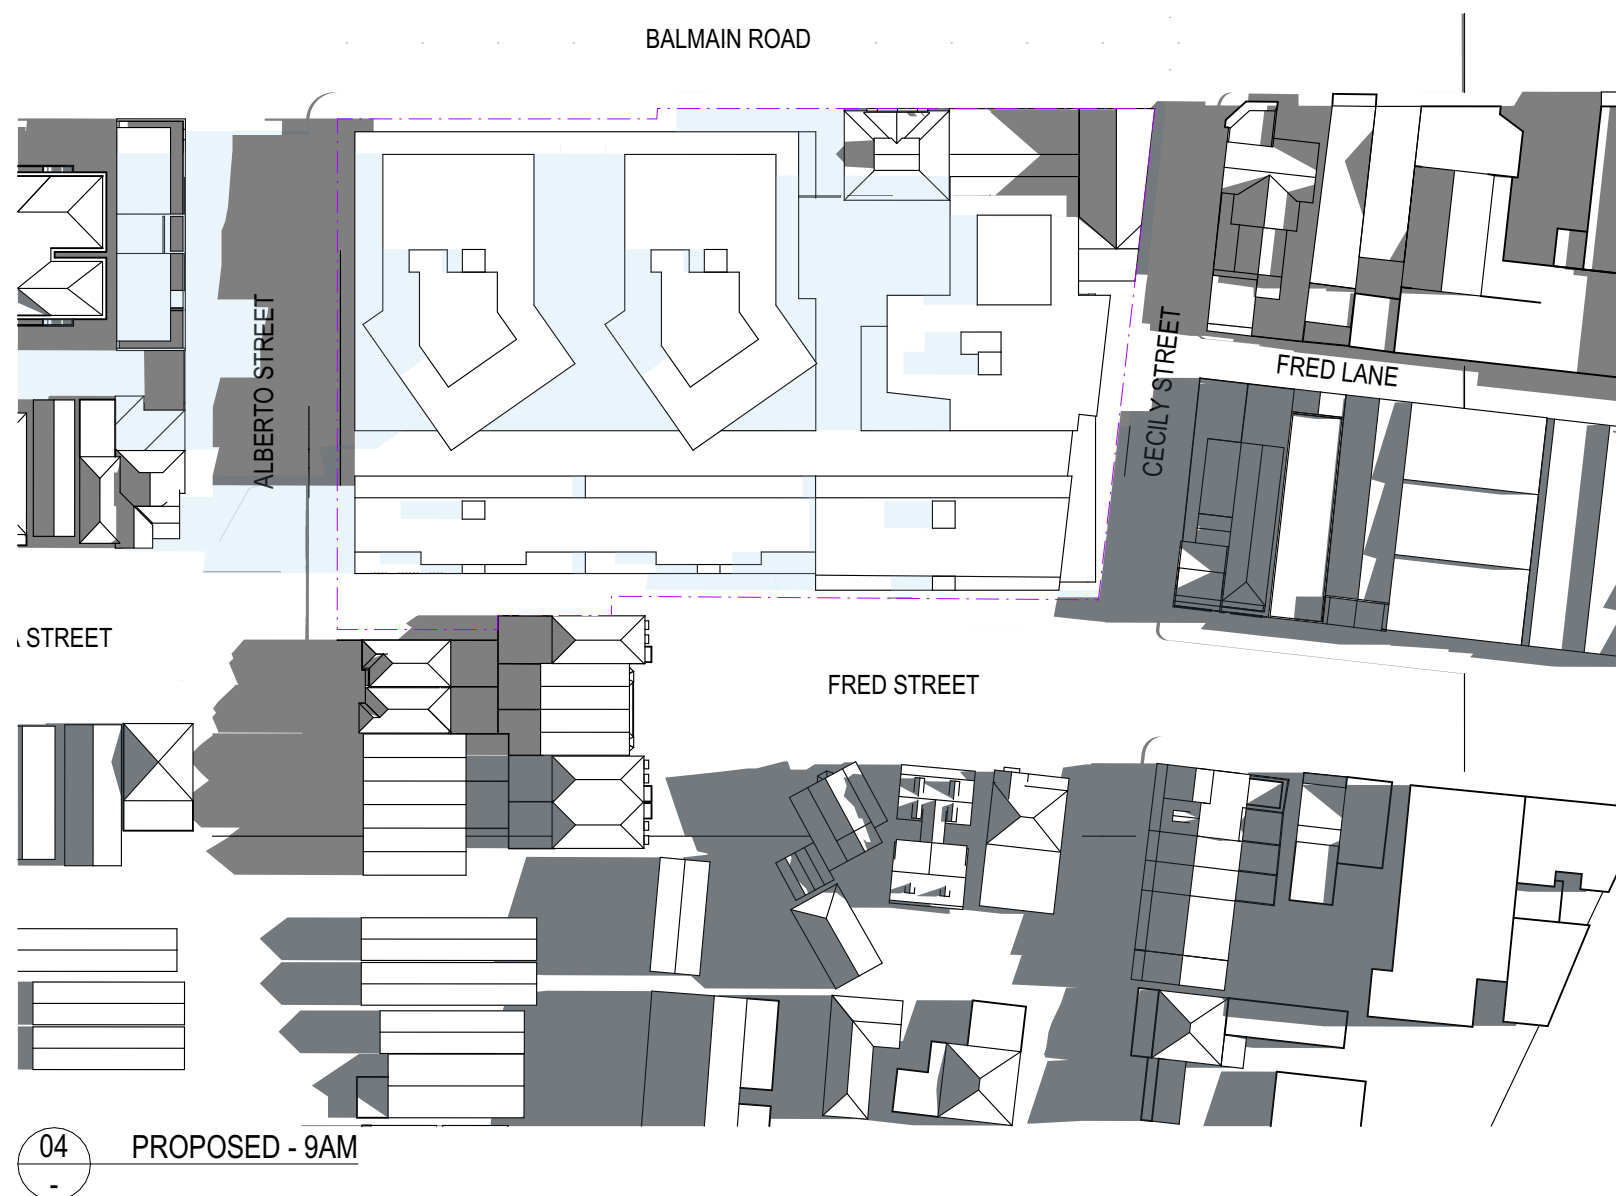 BALMAIN ROAD
ALBERTO STREET
CECILY STREET
FRED LANE
STREET
FRED STREET
04
PROPOSED - 9AM
-